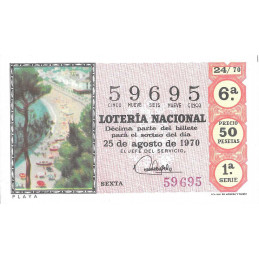 24/70
59695
CINCO NUEVE SEIS NUEVE CINCO
6ª
LOTERÍA NACIONAL
Décima parte del billete
para el sorteo del día
25 de agosto de 1970
EL JEFE DEL SERVICIO,
PRECIO
50
PESETAS
1ª
SERIE
SEXTA
59695
PLAYA